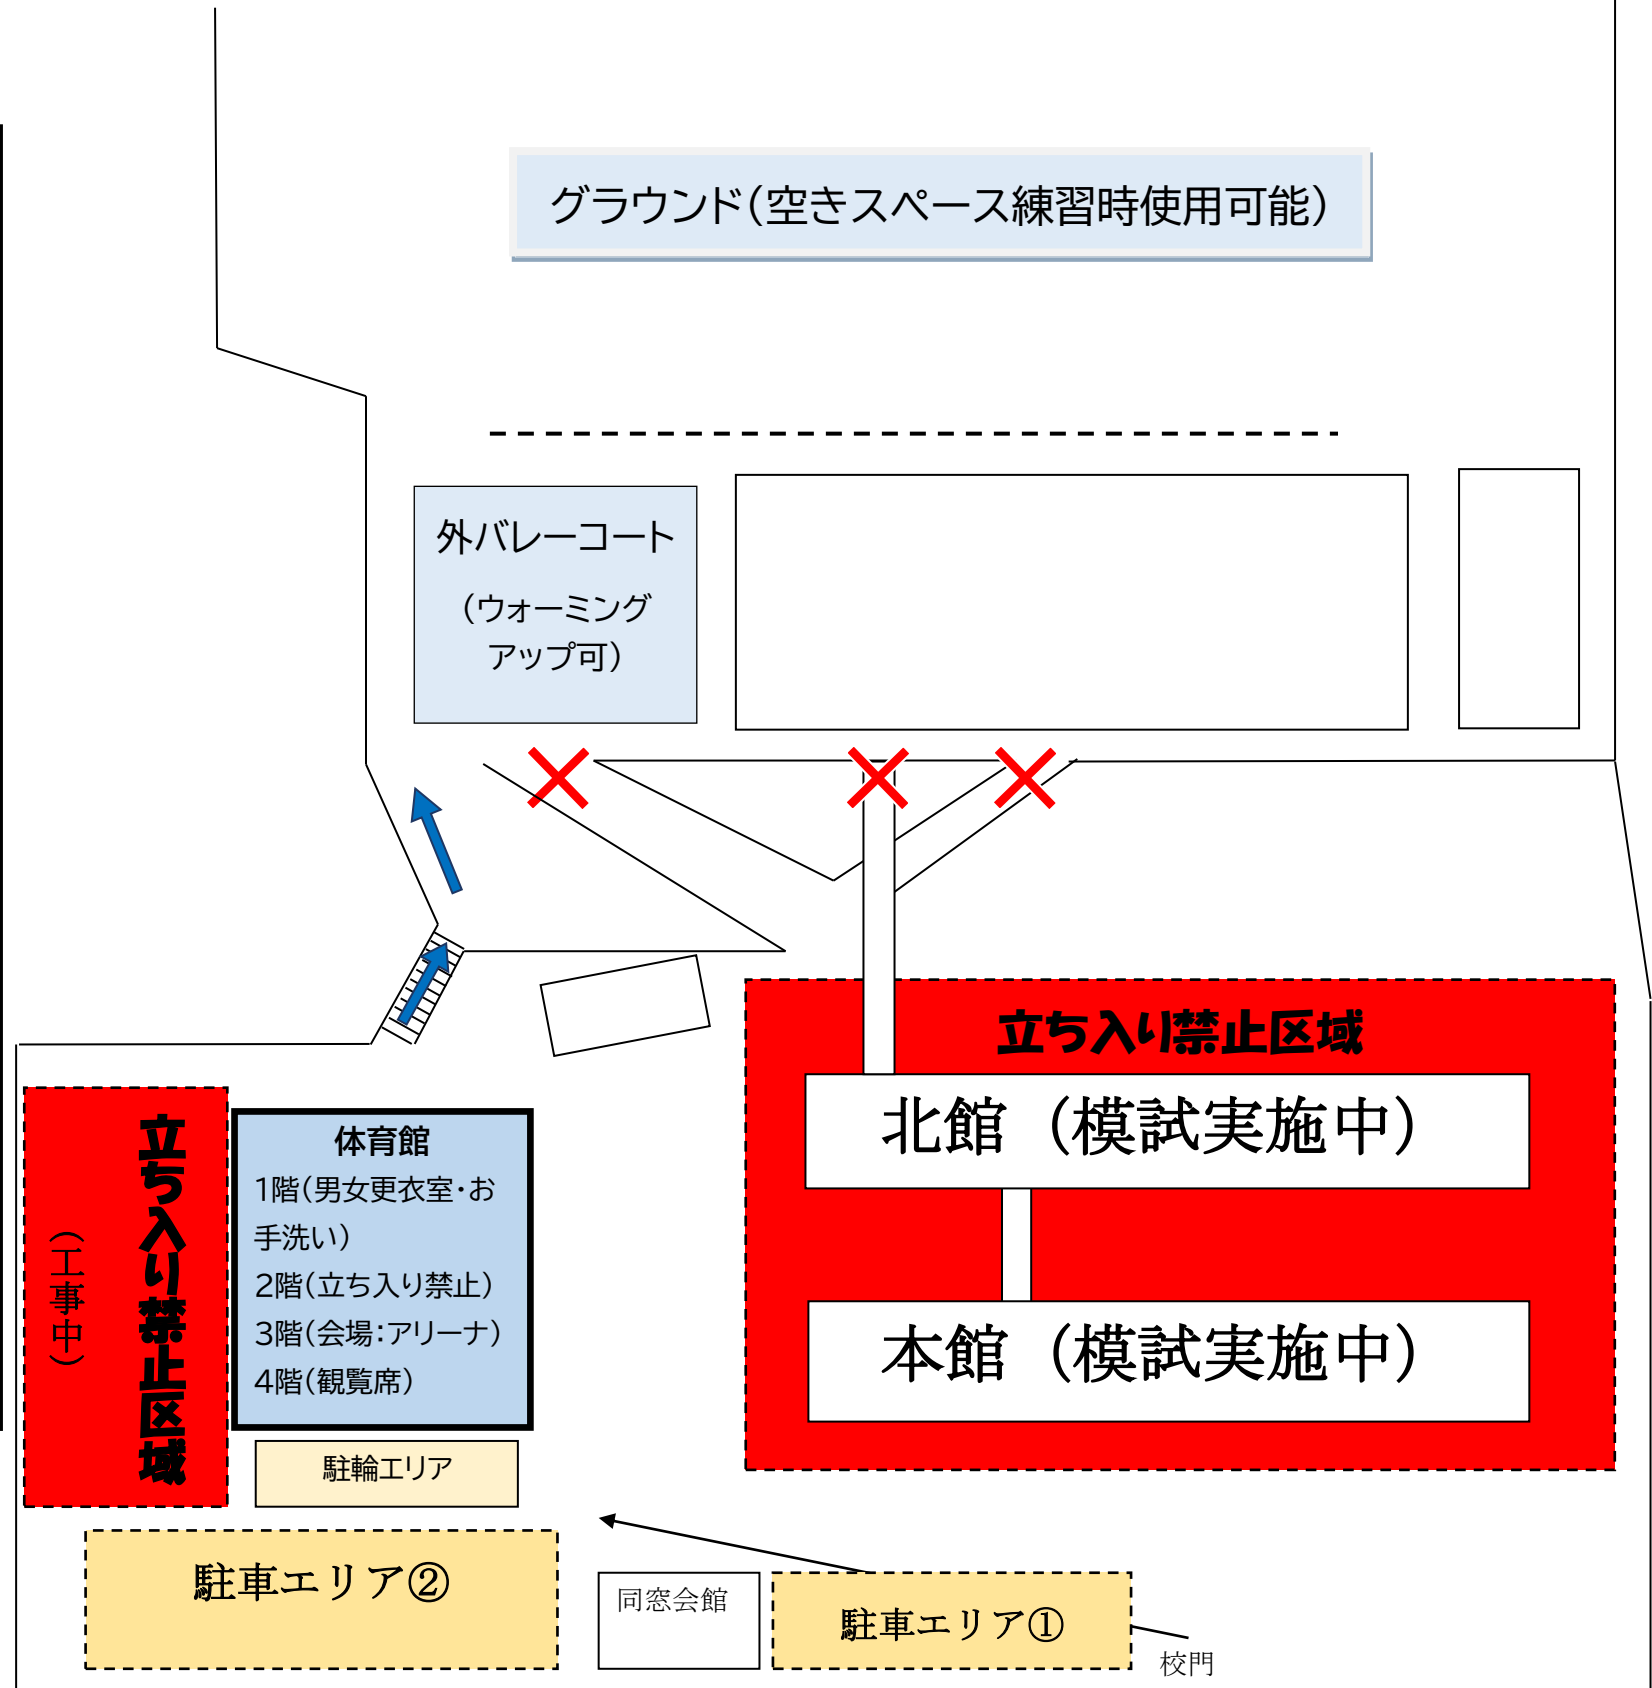 グラウンド（空きスペース練習時使用可能）
外バレーコート
（ウォーミング
アップ可）
立ち入り禁止区域
北館（模試実施中）
本館（模試実施中）
立ち入り禁止区域
（工事中）
体育館
1階（男女更衣室・お
手洗い）
2階（立ち入り禁止）
3階（会場：アリーナ）
4階（観覧席）
駐輪エリア
駐車エリア②
同窓会館
駐車エリア①
校門